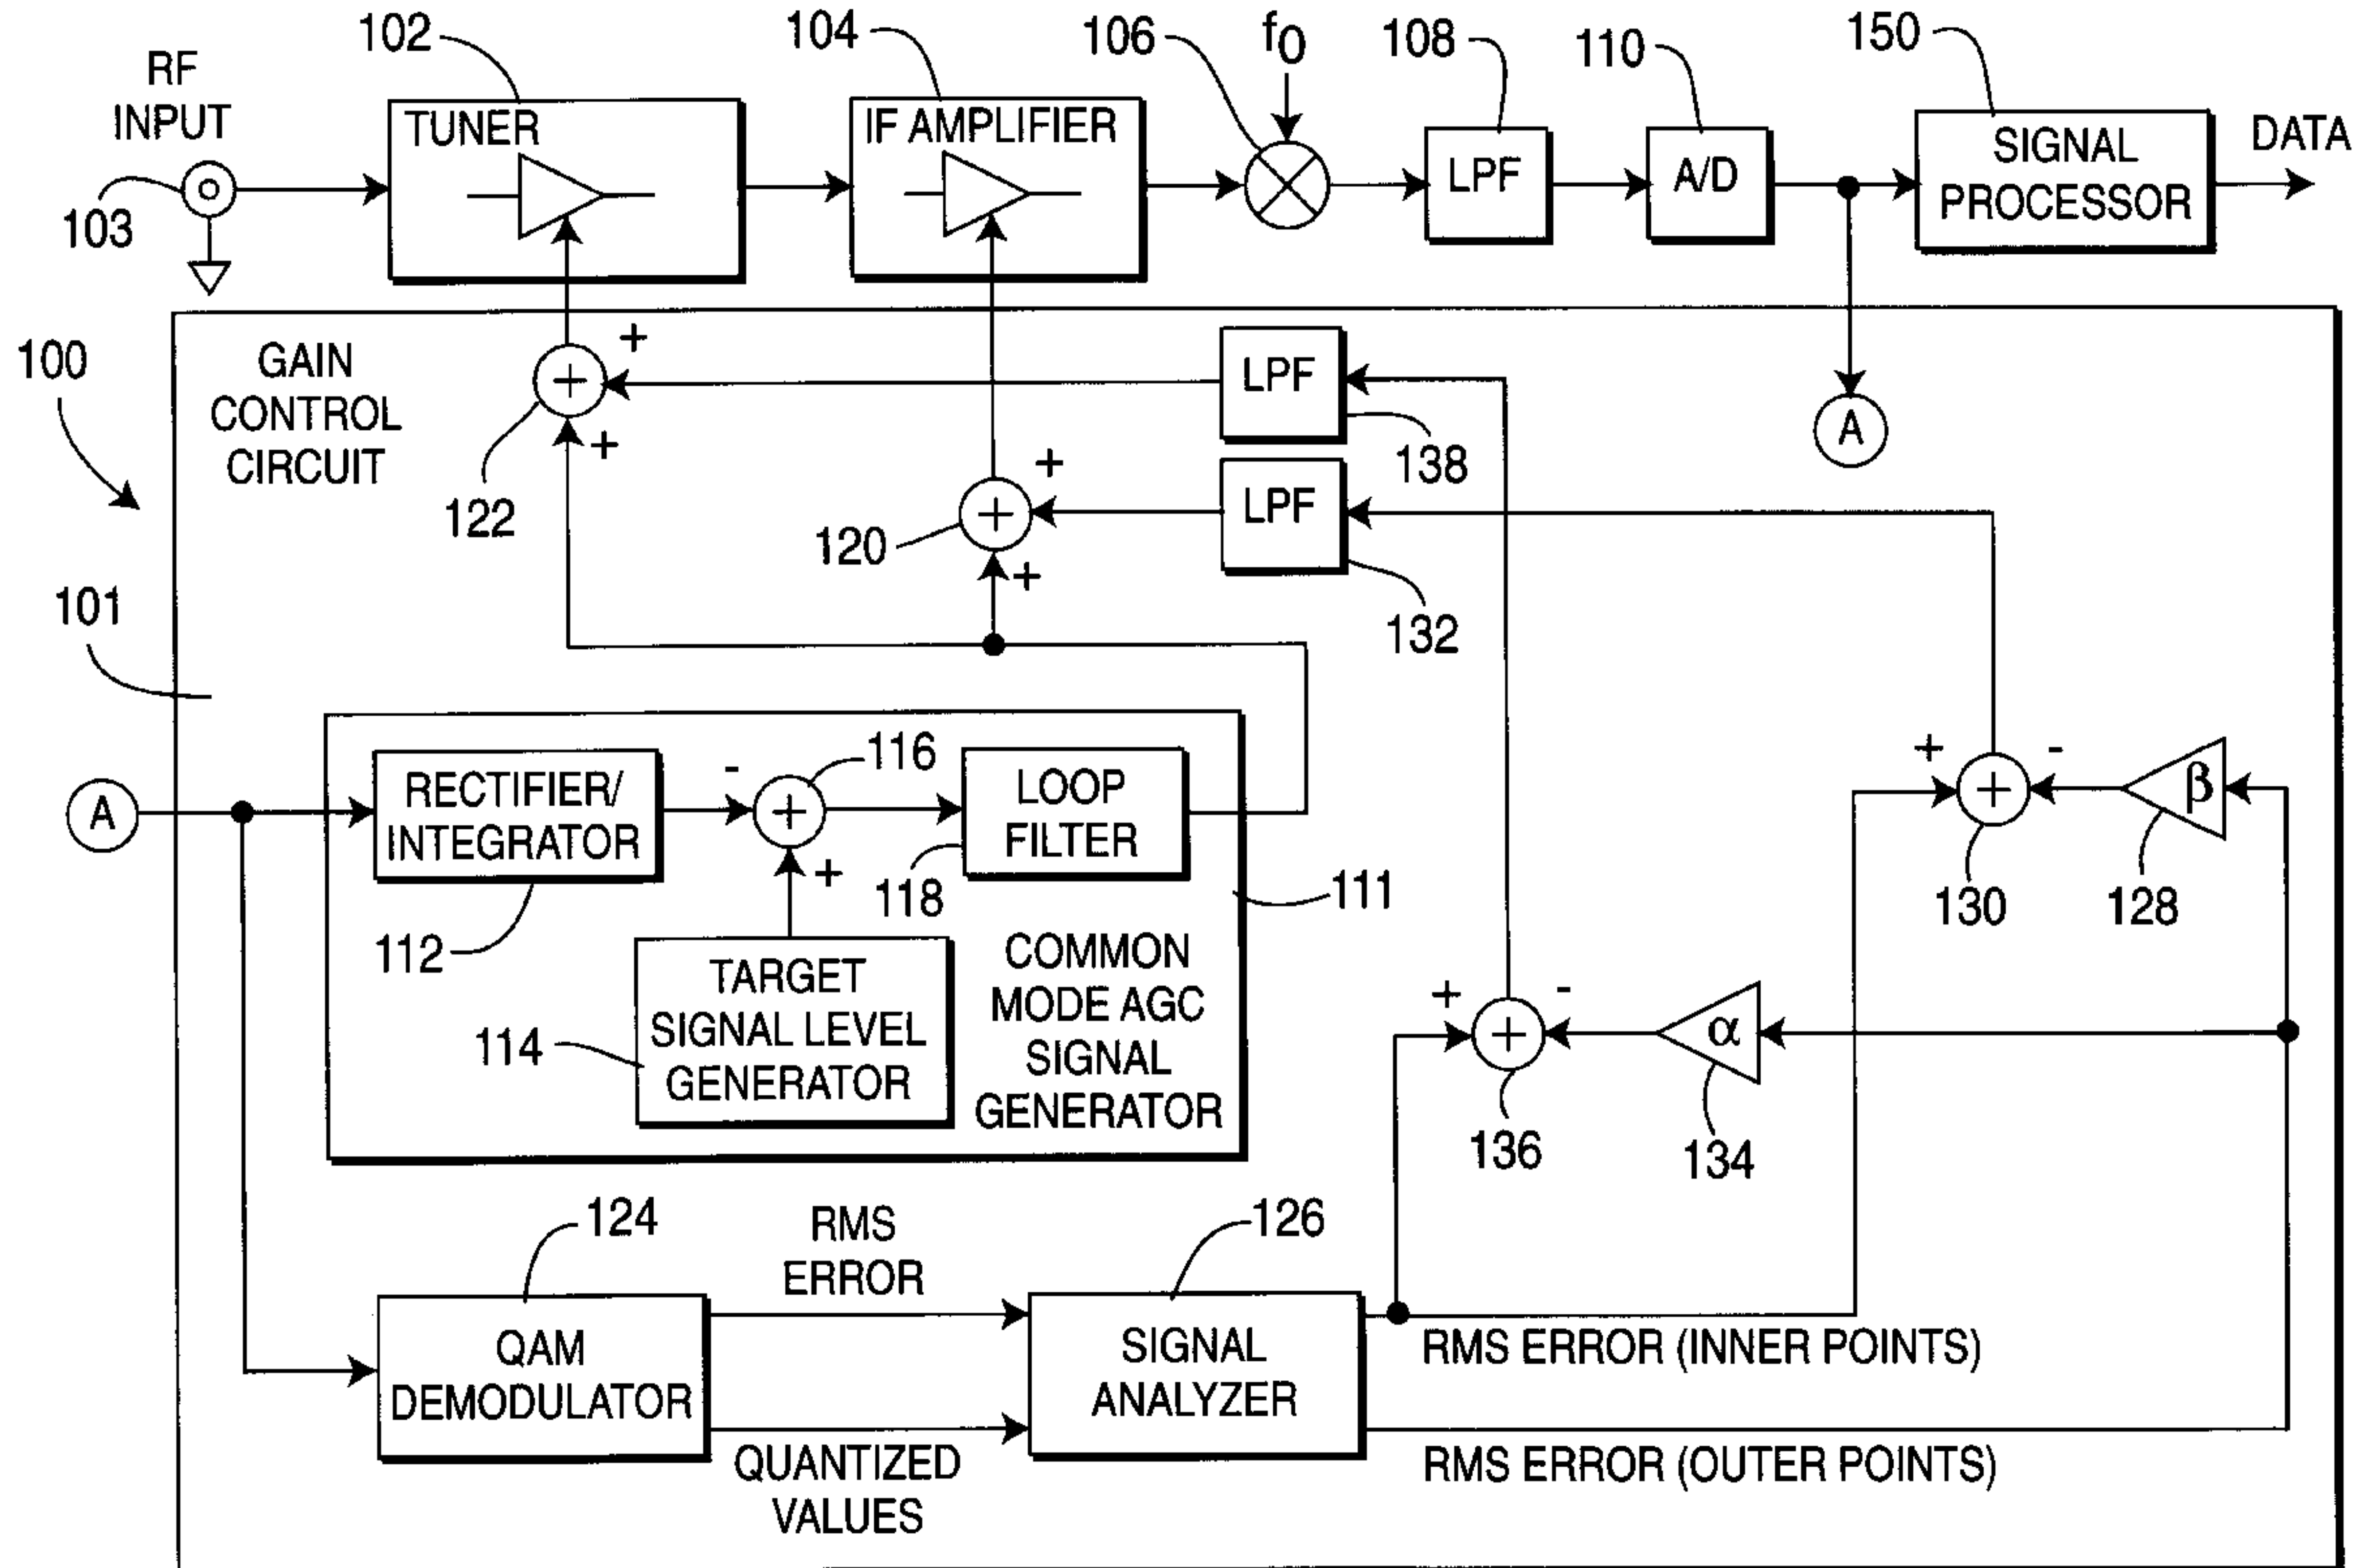 102
104
106
f0
108
110
150
RF
INPUT
TUNER
IF AMPLIFIER
LPF
A/D
SIGNAL
PROCESSOR
DATA
103
100
GAIN
CONTROL
CIRCUIT
+
+
+
122
LPF
138
A
+
+
+
120
LPF
132
101
A
RECTIFIER/
INTEGRATOR
112
-
+
+
116
LOOP
FILTER
118
111
TARGET
SIGNAL LEVEL
GENERATOR
114
COMMON
MODE AGC
SIGNAL
GENERATOR
+
+
-
β
130
128
+
+
-
α
136
134
124
RMS
ERROR
126
QAM
DEMODULATOR
SIGNAL
ANALYZER
RMS ERROR (INNER POINTS)
QUANTIZED
VALUES
RMS ERROR (OUTER POINTS)